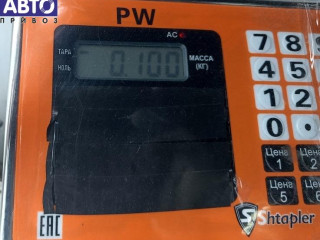 АВТО
ПРИВОЗ
PW
AC
ТАРА
НОЛЬ
0.100
МАССА
(КГ)
7 8 9
4 5
1 2
0 •
Цена 1
Цена 2
Цена 5
Цена 6
EAC
Shtapler